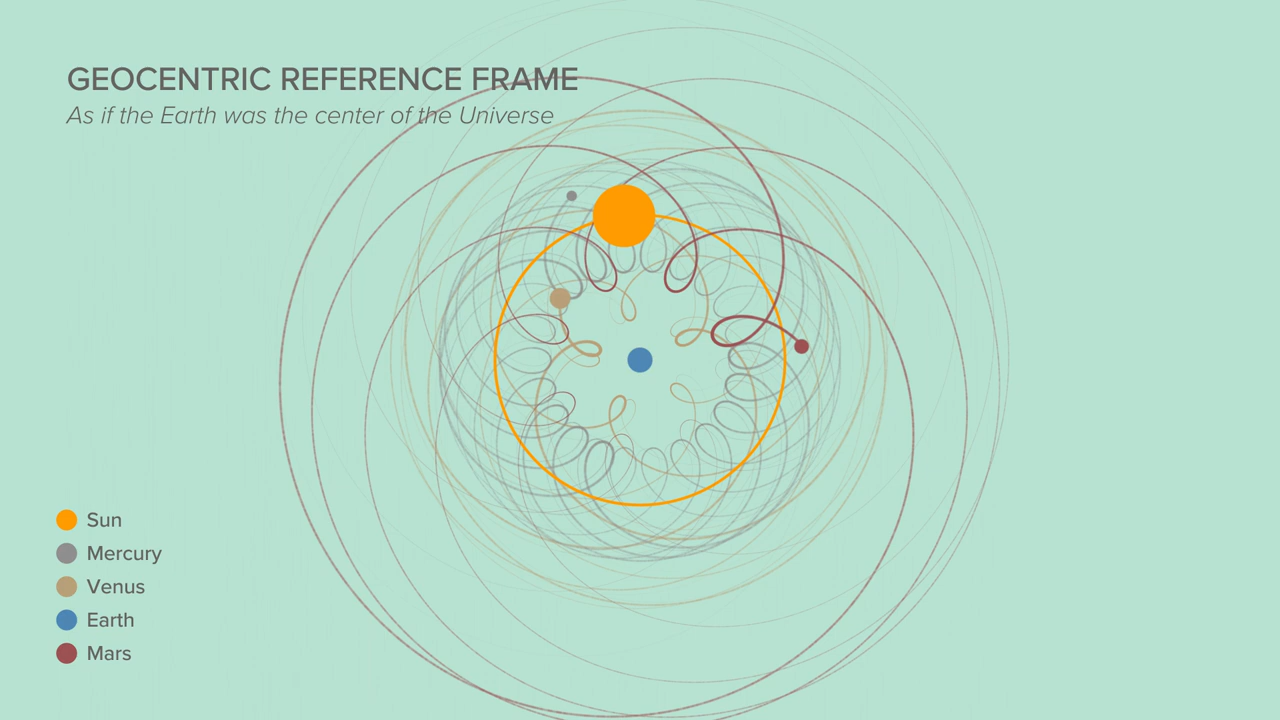 GEOCENTRIC REFERENCE FRAME
As if the Earth was the center of the Universe
Sun
Mercury
Venus
Earth
Mars